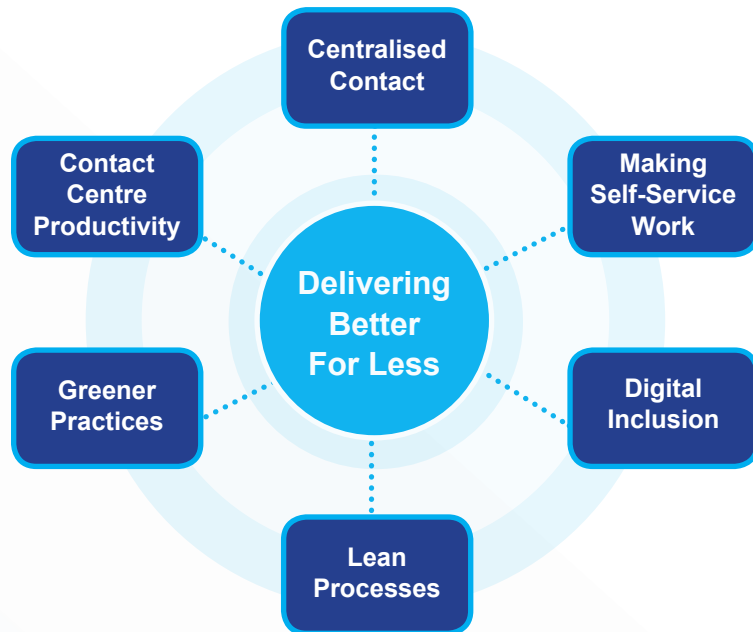 Centralised
Contact
Making
Self-Service
Work
Digital
Inclusion
Lean
Processes
Greener
Practices
Contact
Centre
Productivity
Delivering
Better
For Less